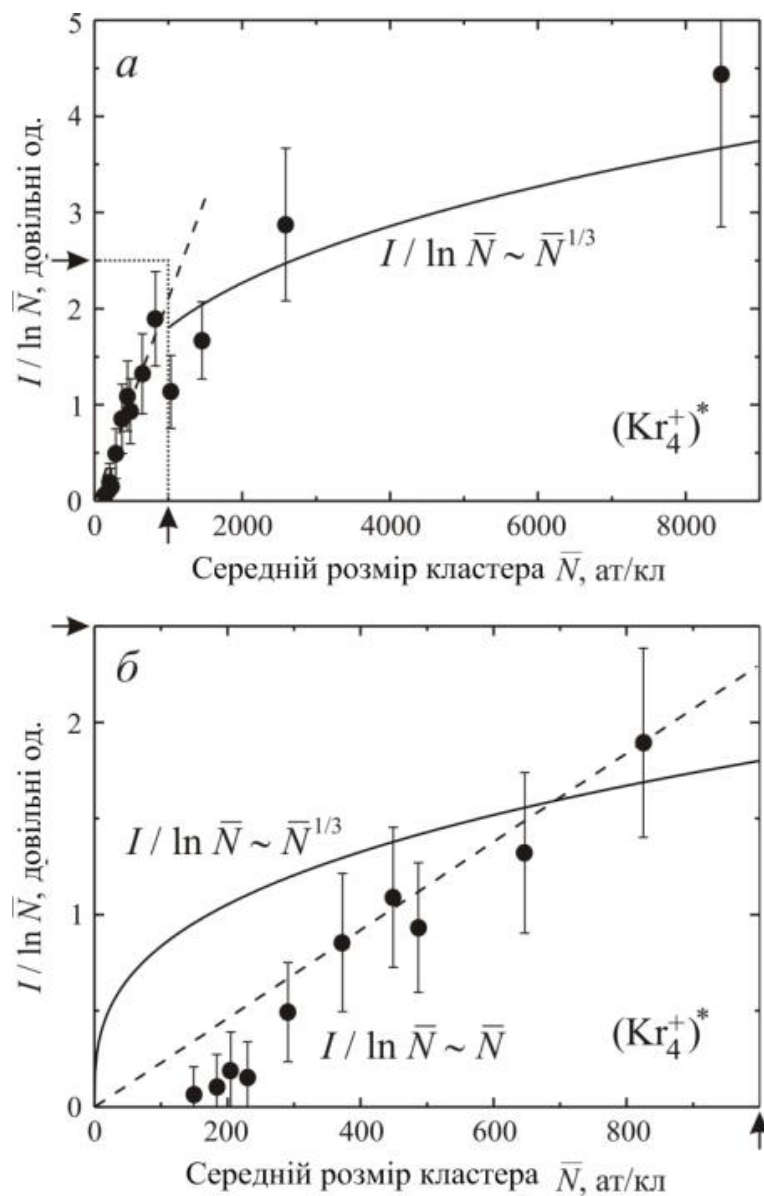 а
5
4
3
2
1
0
I / ln N̅, довільні од.
I / ln N̅ ~ N̅^1/3
(Kr₄⁺)*
0 2000 4000 6000 8000
Середній розмір кластера N̅, ат/кл
б
2
1
0
I / ln N̅, довільні од.
I / ln N̅ ~ N̅^1/3
I / ln N̅ ~ N̅
(Kr₄⁺)*
0 200 400 600 800
Середній розмір кластера N̅, ат/кл